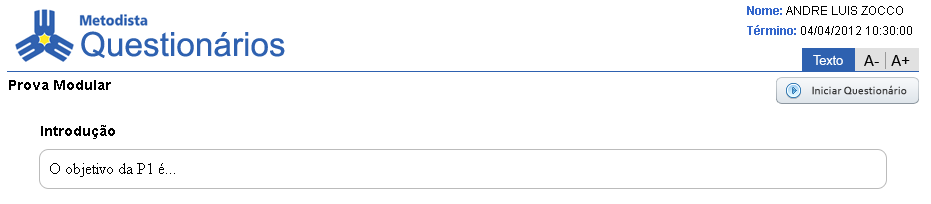 Metodista
Questionários
Nome: ANDRE LUIS ZOCCO
Término: 04/04/2012 10:30:00
Texto A- A+
Prova Modular
Iniciar Questionário
Introdução
O objetivo da P1 é...